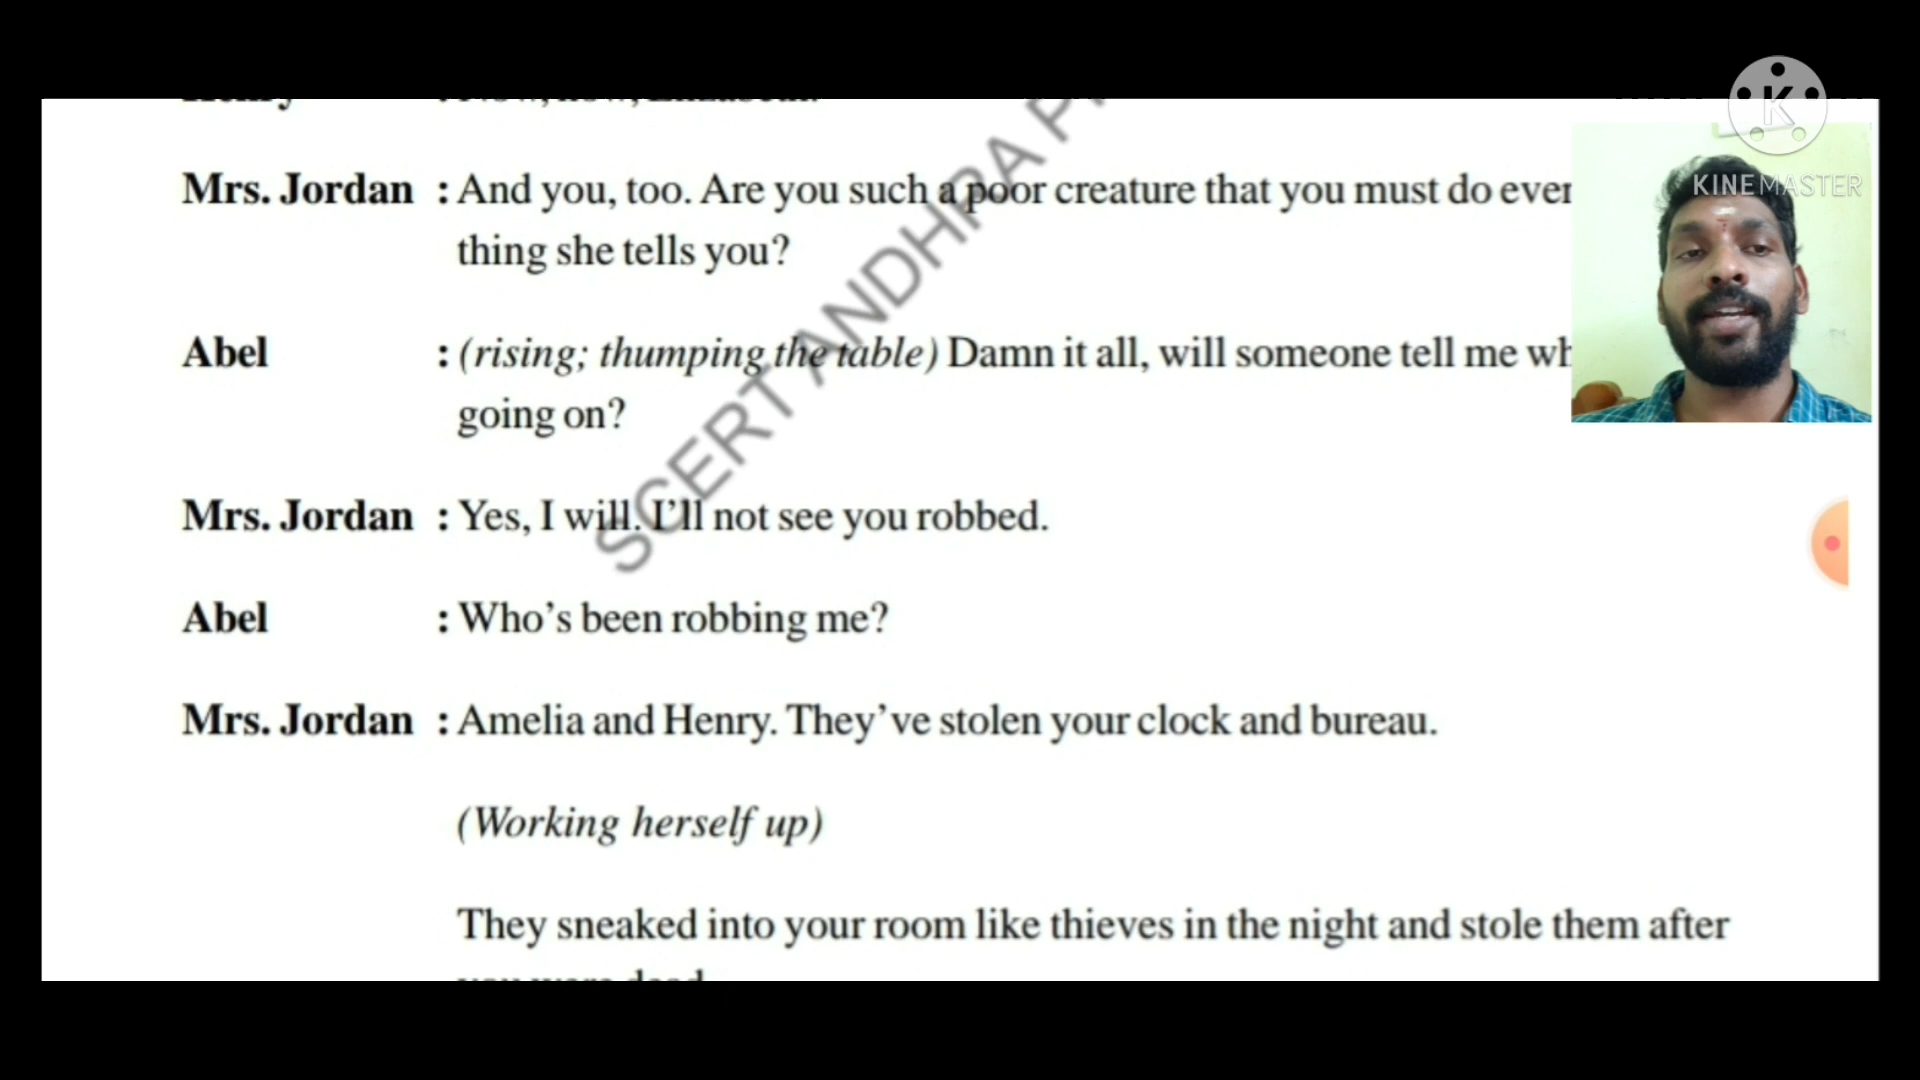 Mrs. Jordan : And you, too. Are you such a poor creature that you must do ever
thing she tells you?
Abel : (rising; thumping the table) Damn it all, will someone tell me wh
going on?
Mrs. Jordan : Yes, I will. I'll not see you robbed.
Abel : Who's been robbing me?
Mrs. Jordan : Amelia and Henry. They've stolen your clock and bureau.
(Working herself up)
They sneaked into your room like thieves in the night and stole them after
SCERT ANDHRA
K
KINEMASTER